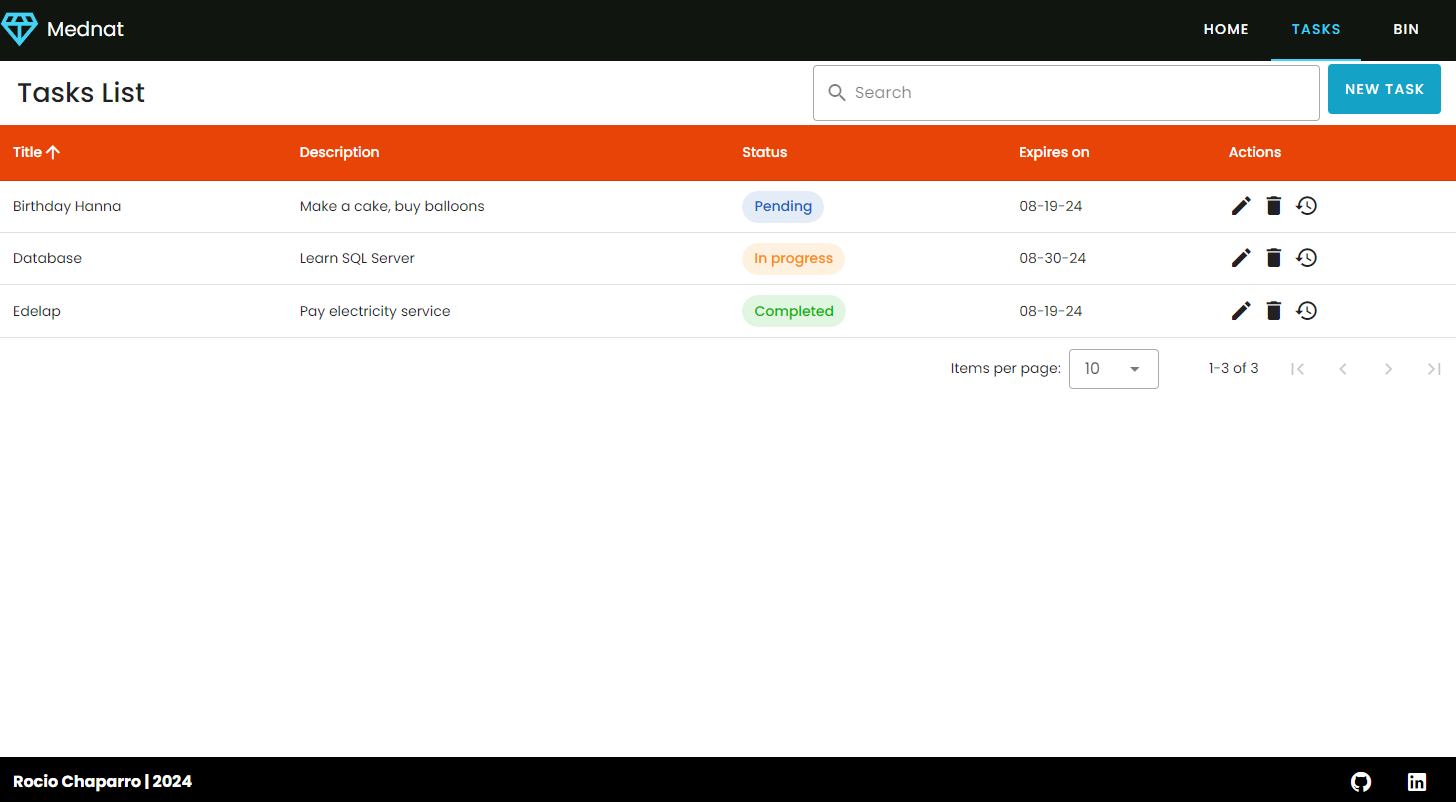 Mednat HOME TASKS BIN
Tasks List Search NEW TASK
Title Description Status Expires on Actions
Birthday Hanna Make a cake, buy balloons Pending 08-19-24
Database Learn SQL Server In progress 08-30-24
Edelap Pay electricity service Completed 08-19-24
Items per page: 10 1-3 of 3
Rocio Chaparro | 2024 in